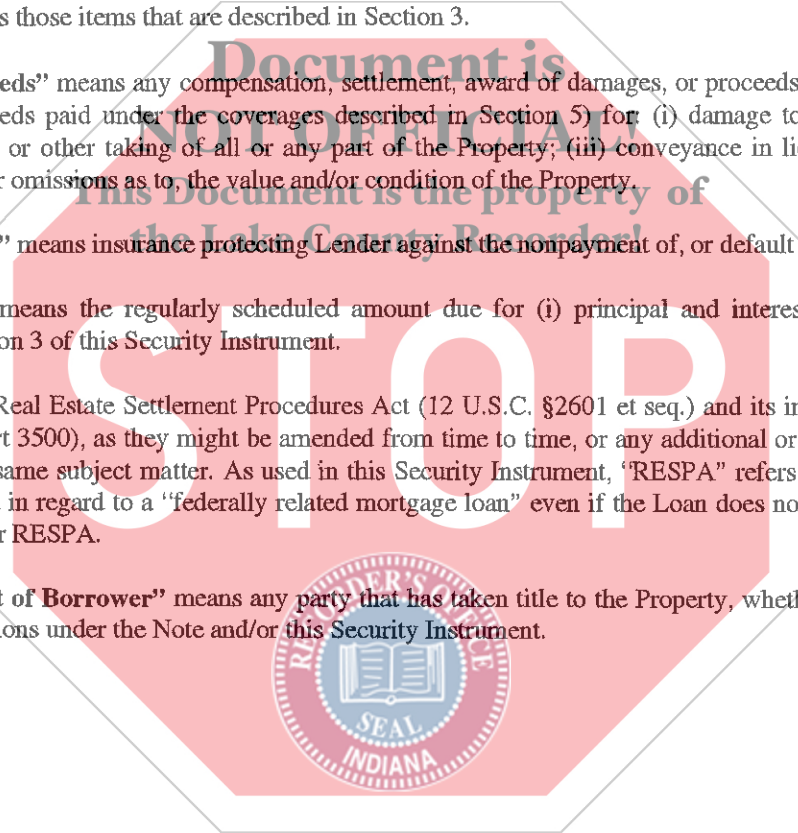 s those items that are described in Section 3.
Document is
eds” means any compensation, settlement, award of damages, or proceeds
eds paid under the coverages described in Section 5) for: (i) damage to
NOT OFFICIAL!
or other taking of all or any part of the Property; (iii) conveyance in lie
r omissions as to, the value and/or condition of the Property.
This Document is the property of
the Lake County Recorder!
” means insurance protecting Lender against the nonpayment of, or default
means the regularly scheduled amount due for (i) principal and interes
on 3 of this Security Instrument.
STOP
Real Estate Settlement Procedures Act (12 U.S.C. §2601 et seq.) and its in
t 3500), as they might be amended from time to time, or any additional or
same subject matter. As used in this Security Instrument, “RESPA” refers
in regard to a “federally related mortgage loan” even if the Loan does no
r RESPA.
t of Borrower” means any party that has taken title to the Property, wheth
ions under the Note and/or this Security Instrument.
RECORDER'S OFFICE
SEAL
INDIANA